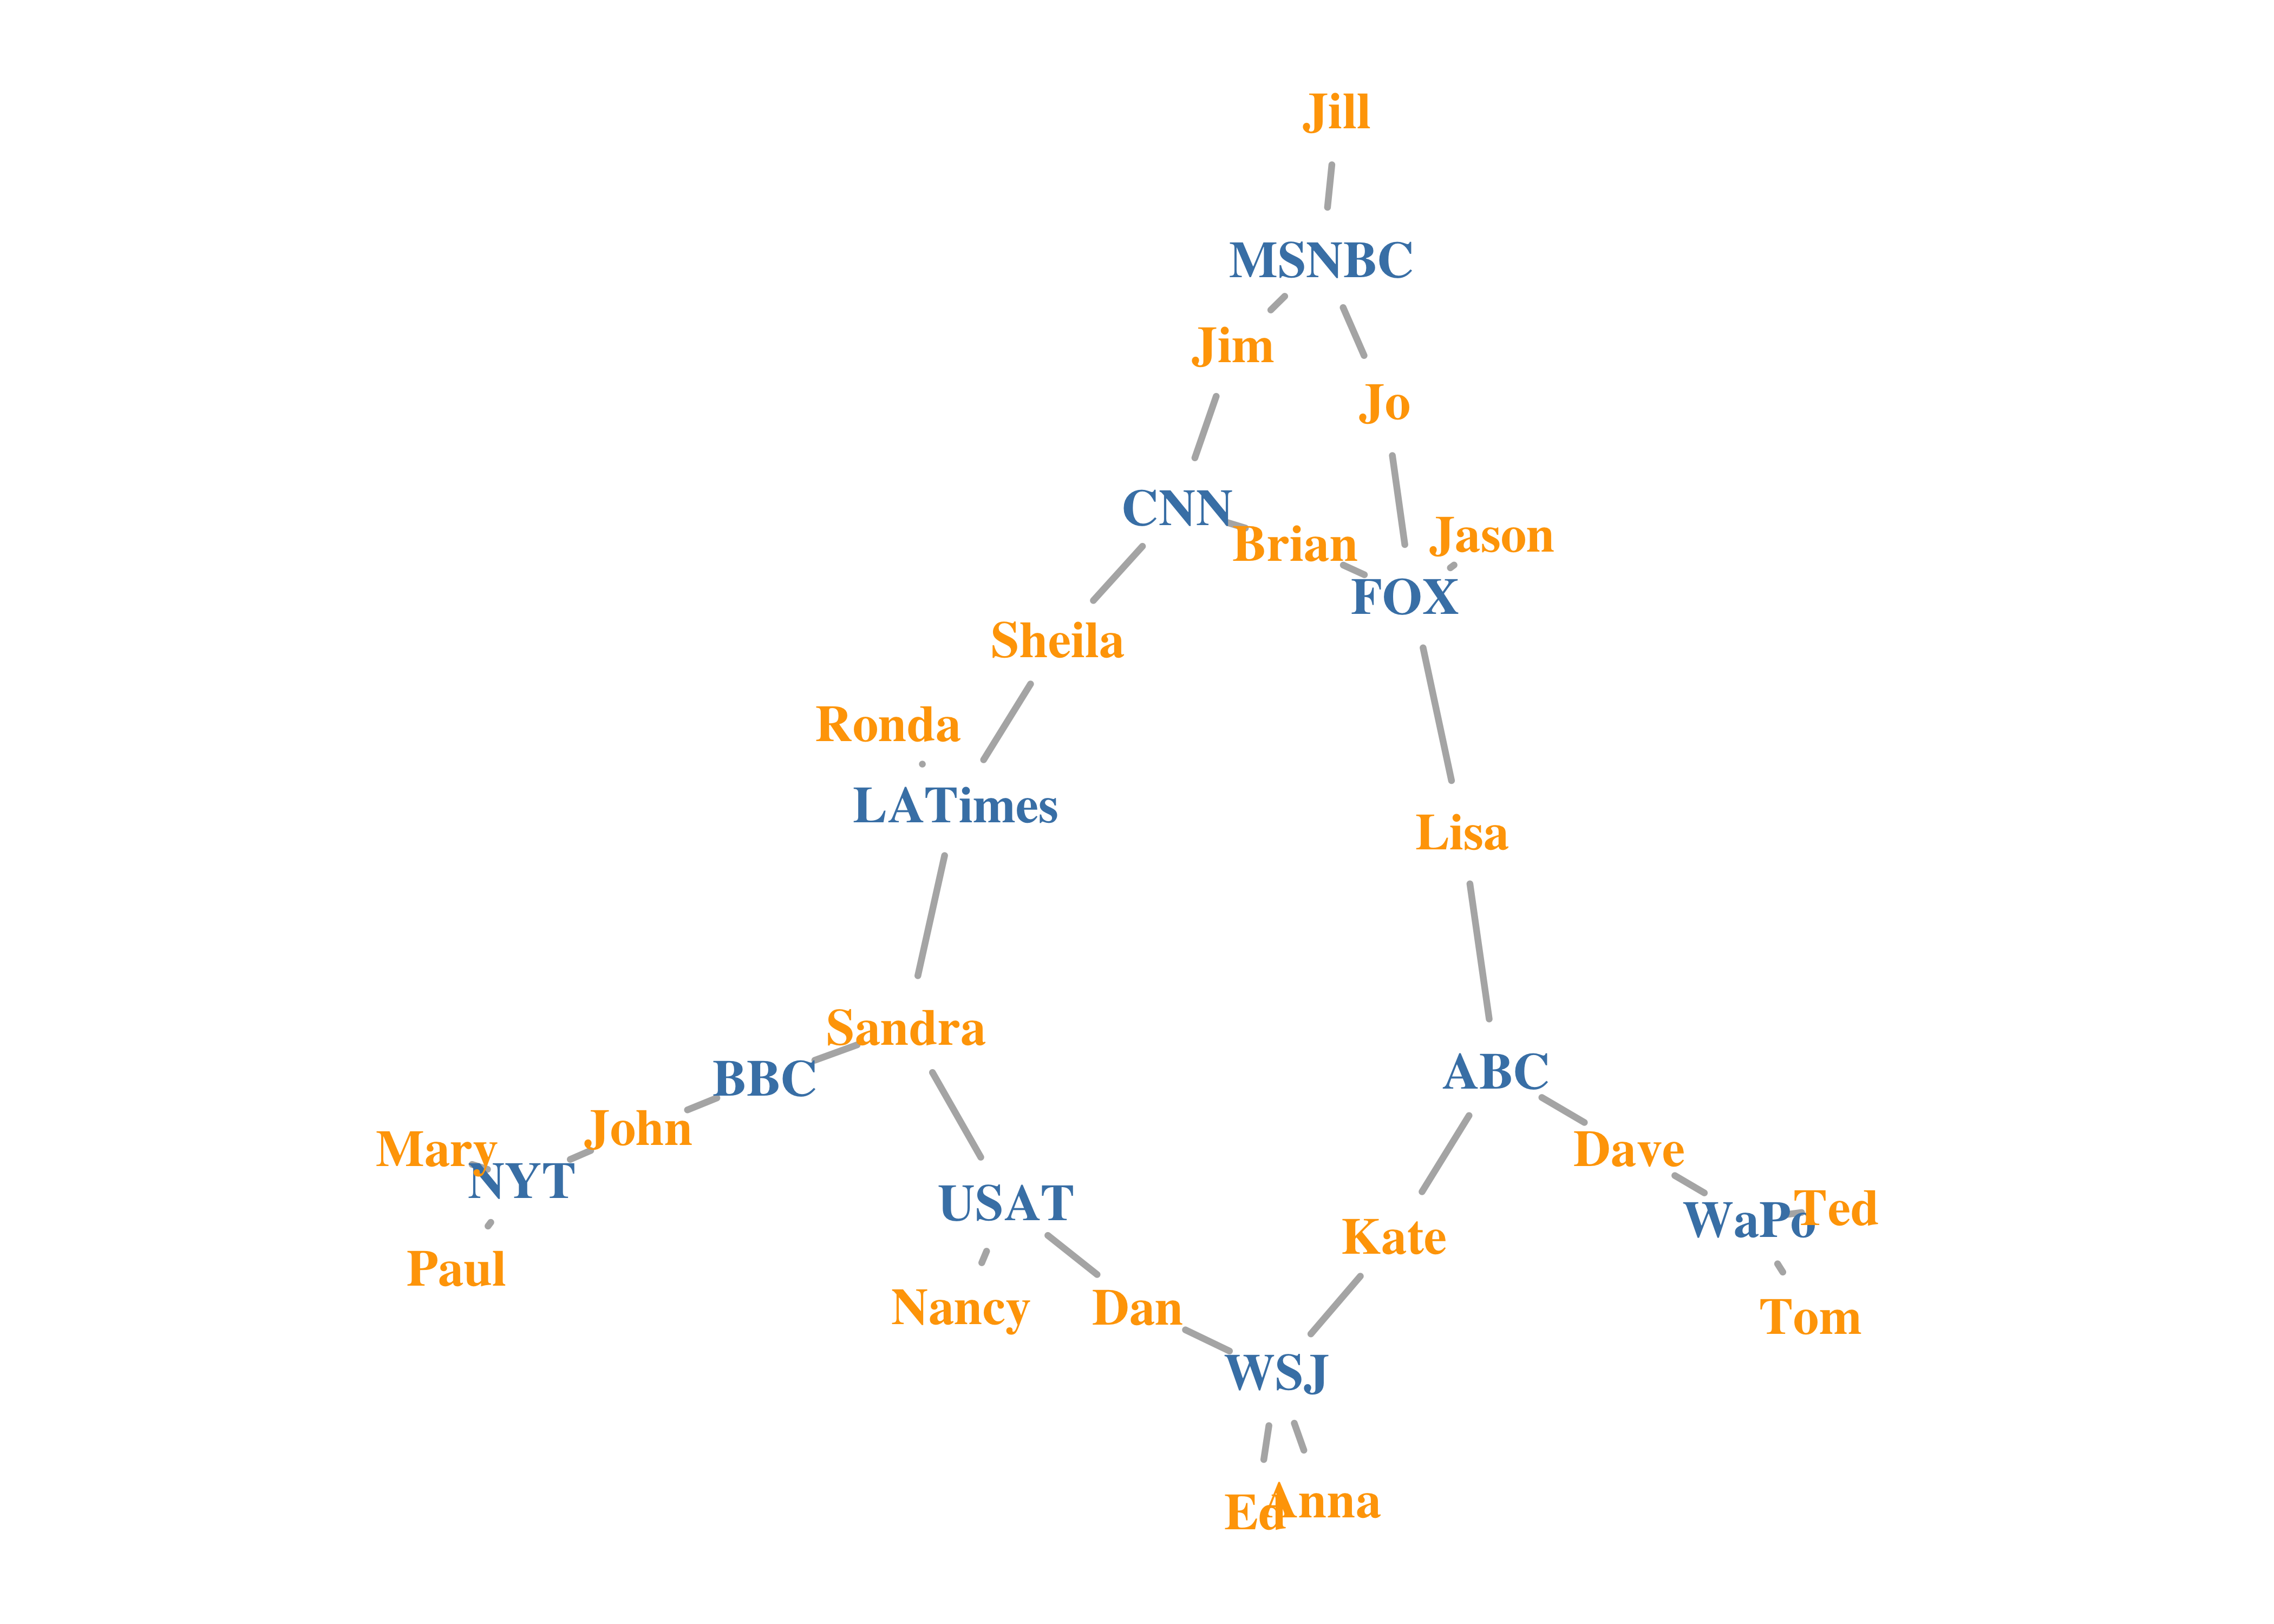 Jill
MSNBC
Jim
Jo
CNN
Brian
Jason
FOX
Sheila
Ronda
LATimes
Lisa
Sandra
BBC
ABC
John
Mary
NYT
Dave
USAT
Ted
WaPo
Kate
Paul
Nancy
Dan
Tom
WSJ
Anna
Ed